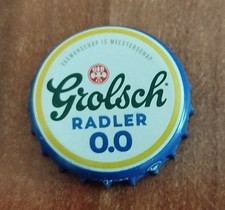 VAKMANSCHAP IS MEESTERSCHAP.
Grolsch
RADLER
0.0